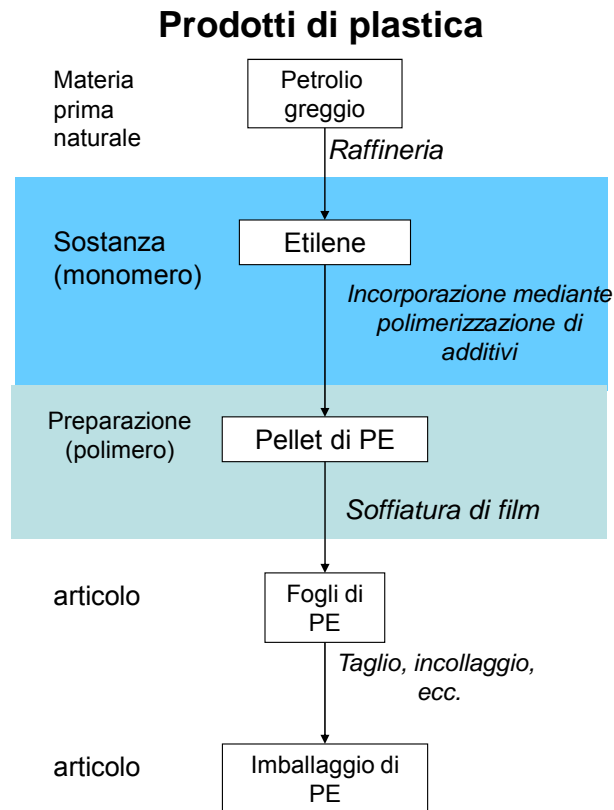 Prodotti di plastica
Materia
prima
naturale
Petrolio
greggio
Raffineria
Sostanza
(monomero)
Etilene
Incorporazione mediante
polimerizzazione di
additivi
Preparazione
(polimero)
Pellet di PE
Soffiatura di film
articolo
Fogli di
PE
Taglio, incollaggio,
ecc.
articolo
Imballaggio di
PE